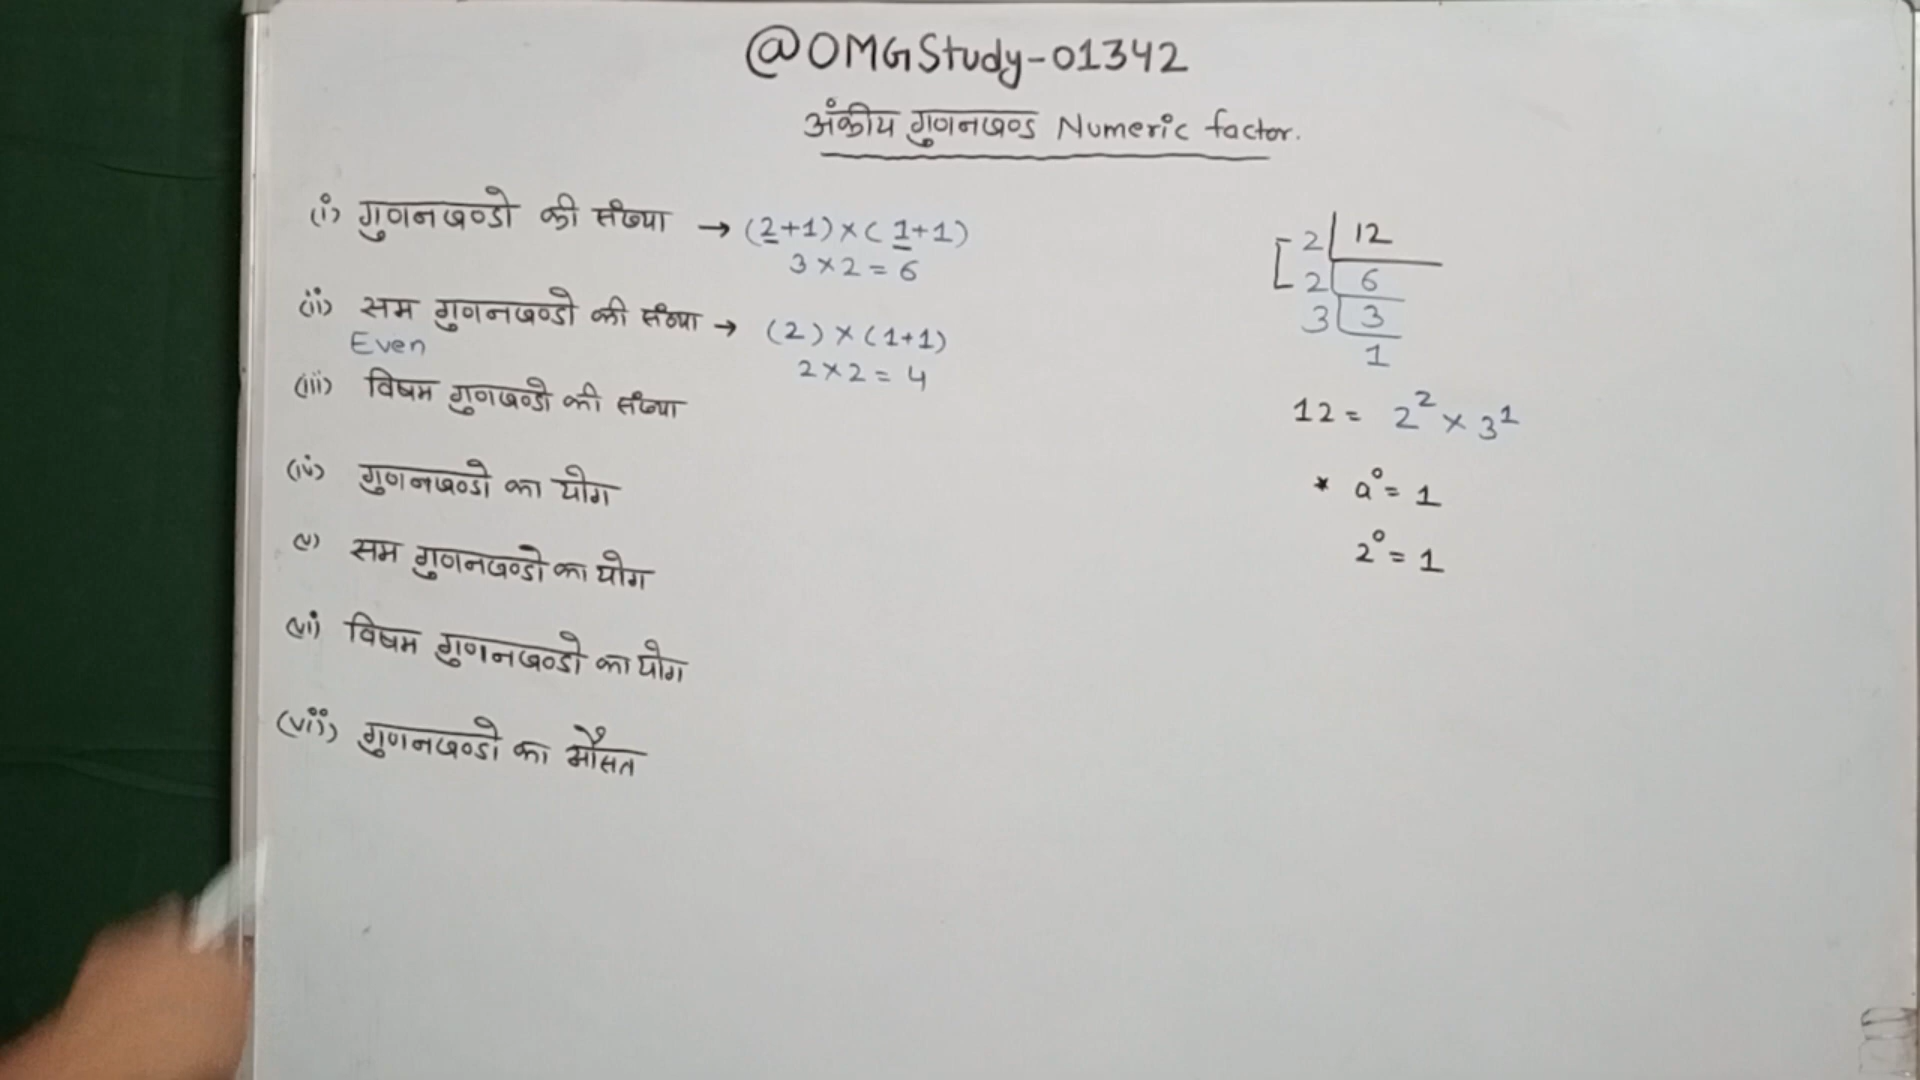 @OMGStudy-01342
अंकीय गुणनखण्ड Numeric factor.
(i) गुणनखण्डो की संख्या → (2+1)×(1+1)
3×2=6
(ii) सम गुणनखण्डो की संख्या → (2)×(1+1)
Even
2×2=4
(iii) विषम गुणखण्डो की संख्या
(iv) गुणनखण्डो का योग
(v) सम गुणनखण्डो का योग
(vi) विषम गुणनखण्डो का योग
(vii) गुणनखण्डो का औसत
2 12
2 6
3 3
1
12 = 2² × 3¹
* a⁰ = 1
2⁰ = 1